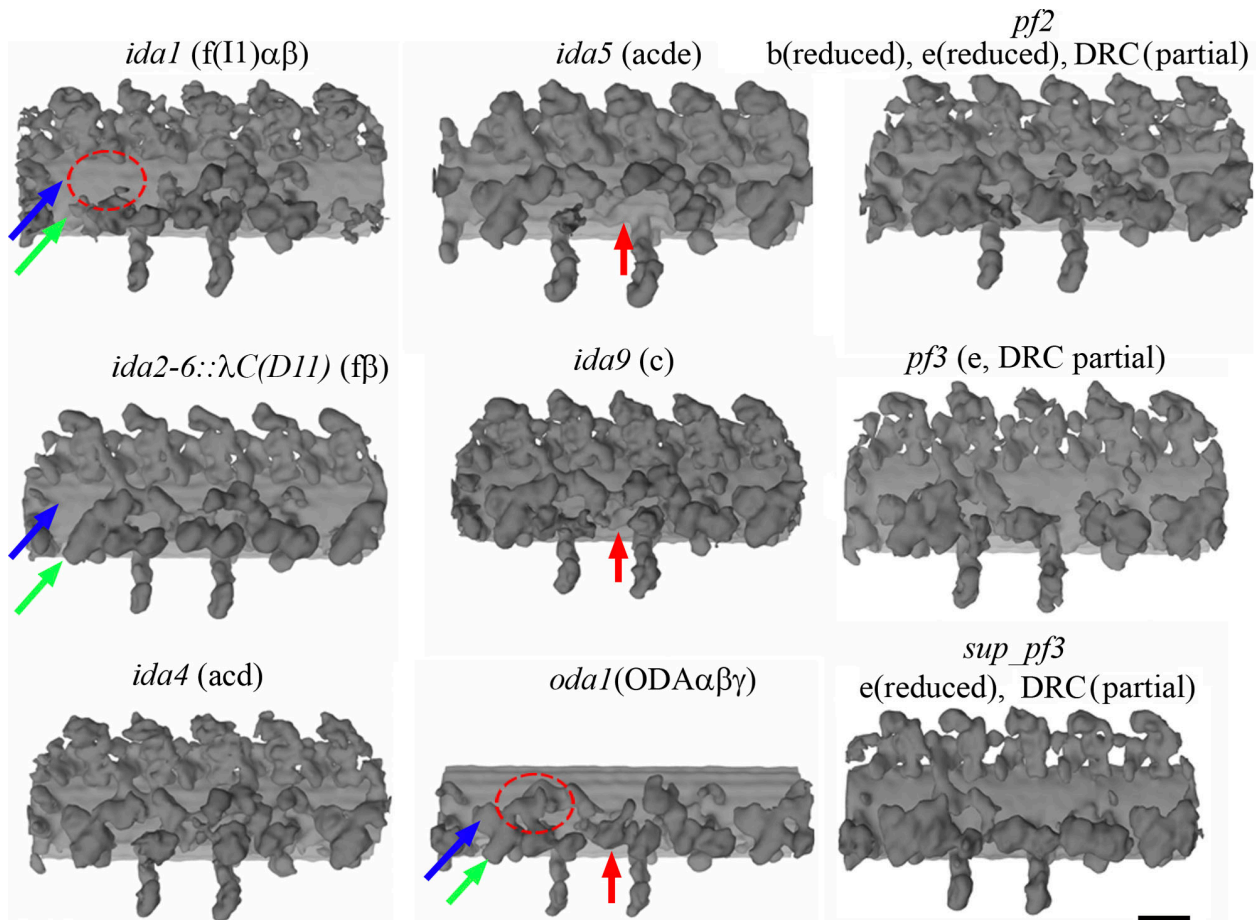 ida1 (f(I1)αβ)
ida5 (acde)
pf2
b(reduced), e(reduced), DRC(partial)
ida2-6::λC(D11) (fβ)
ida9 (c)
pf3 (e, DRC partial)
ida4 (acd)
oda1(ODAαβγ)
sup_pf3
e(reduced), DRC(partial)